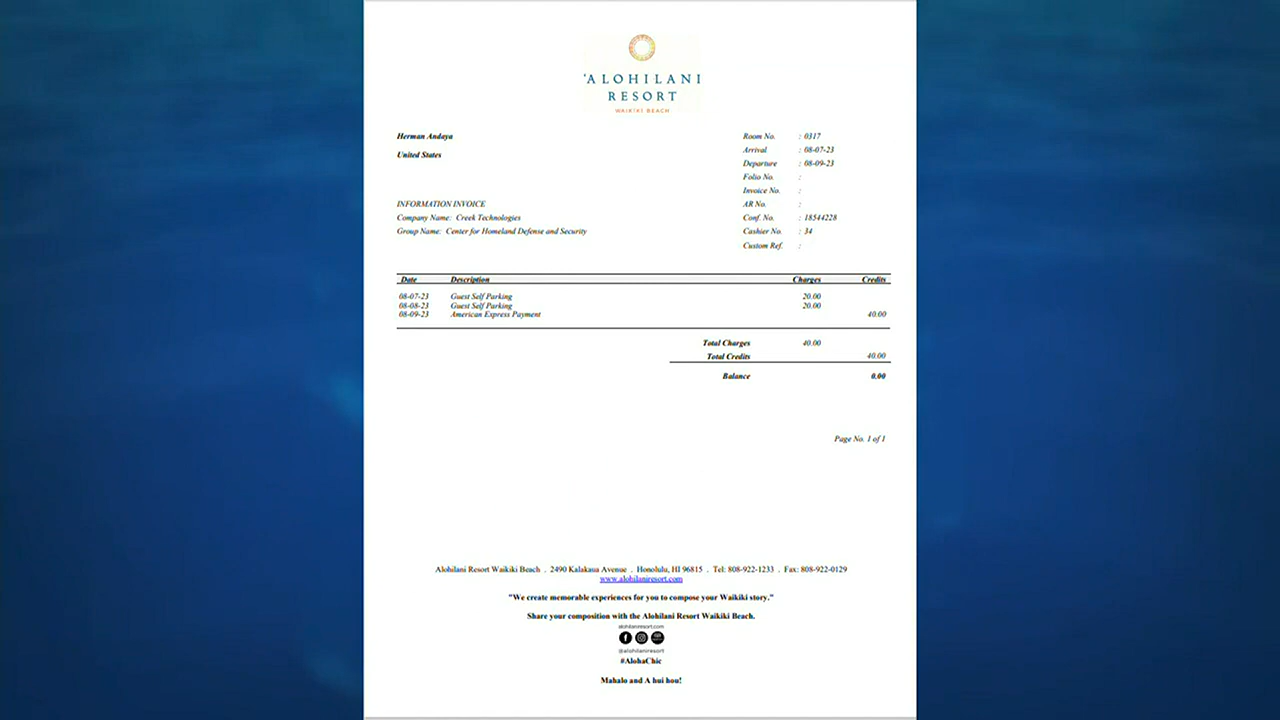 'ALOHILANI
RESORT
WAIKIKI BEACH
Herman Andaya
United States
Room No. : 0317
Arrival : 08-07-23
Departure : 08-09-23
Folio No. :
Invoice No. :
INFORMATION INVOICE
AR No. :
Company Name: Creek Technologies
Conf. No. : 18544228
Group Name: Center for Homeland Defense and Security
Cashier No. : 34
Custom Ref. :
Date Description Charges Credits
08-07-23 Guest Self Parking 20.00
08-08-23 Guest Self Parking 20.00
08-09-23 American Express Payment 40.00
Total Charges 40.00
Total Credits 40.00
Balance 0.00
Page No. 1 of 1
Alohilani Resort Waikiki Beach . 2490 Kalakaua Avenue . Honolulu, HI 96815 . Tel: 808-922-1233 . Fax: 808-922-0129
www.alohilaniresort.com
"We create memorable experiences for you to compose your Waikiki story."
Share your composition with the Alohilani Resort Waikiki Beach.
alohilaniresort.com
@alohilaniresort
#AlohaChic
Mahalo and A hui hou!